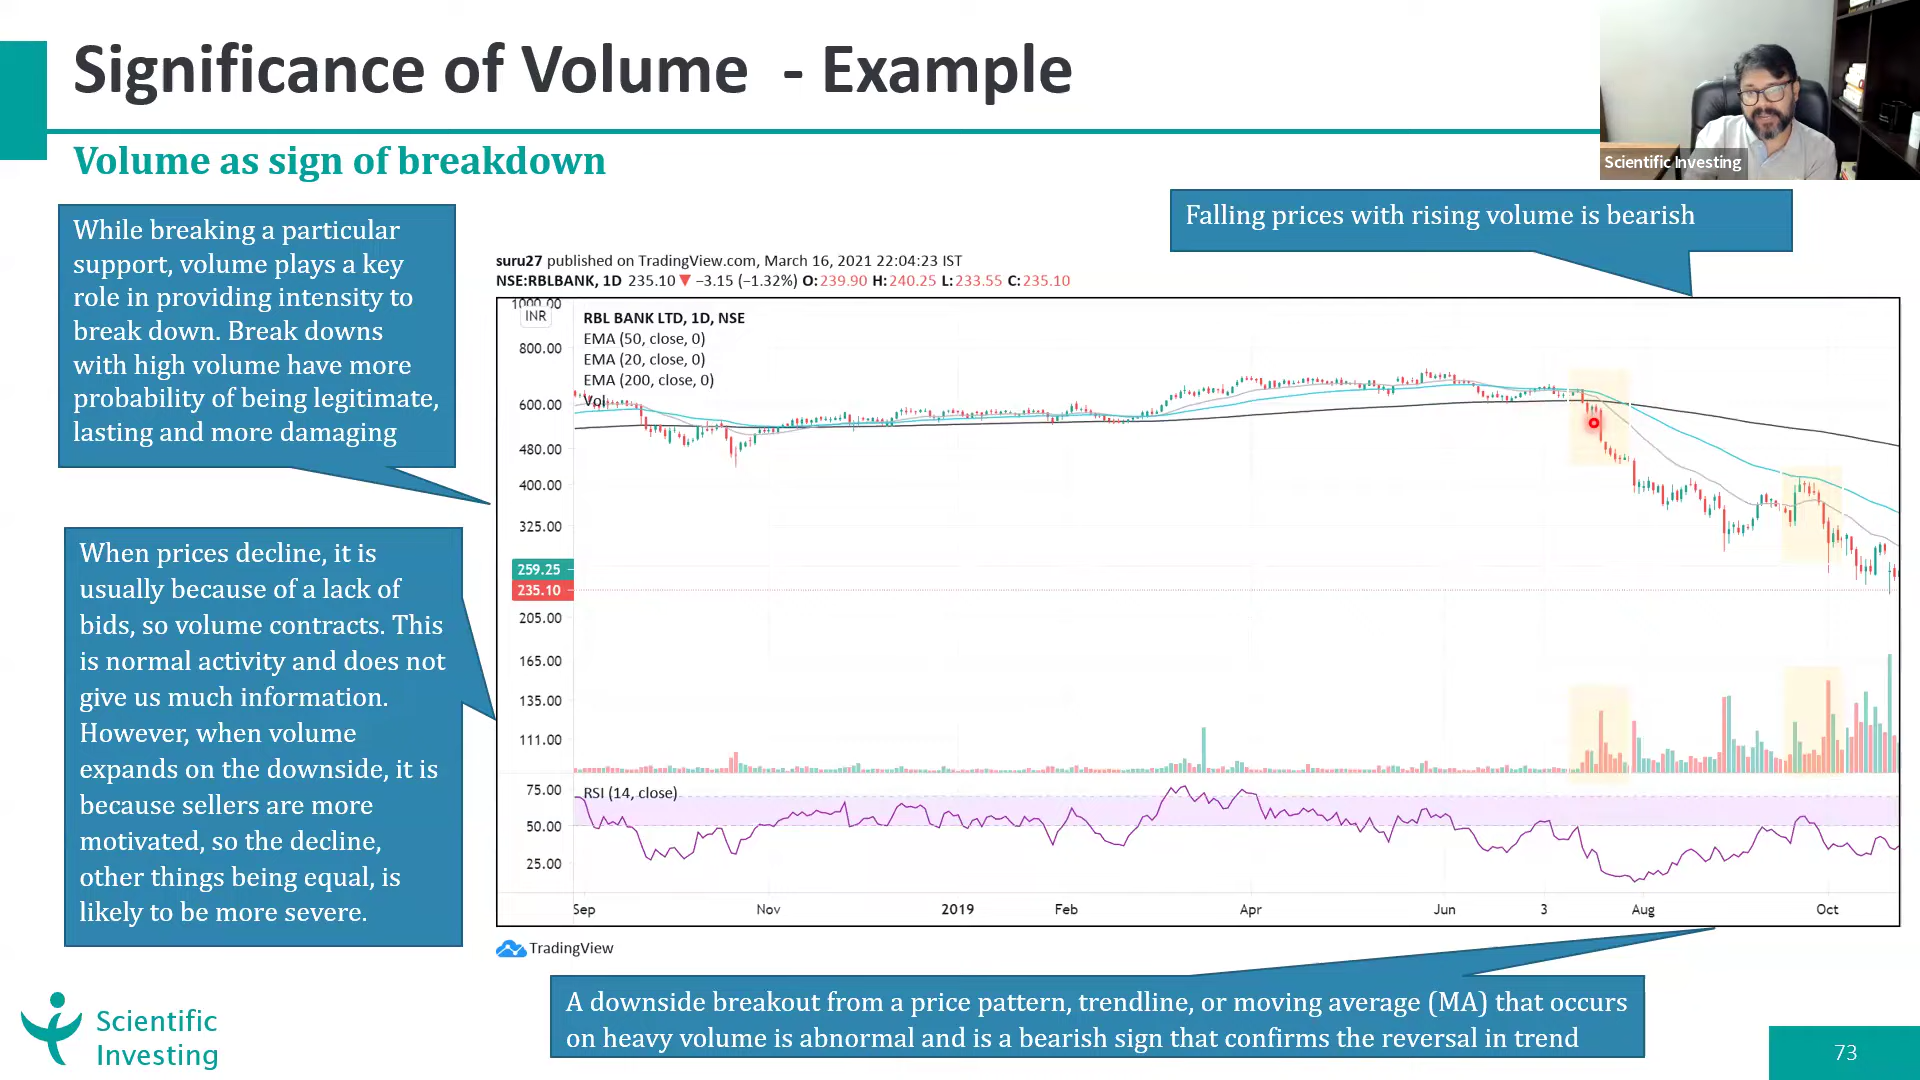 Significance of Volume - Example
Scientific Investing
Volume as sign of breakdown
While breaking a particular
support, volume plays a key
role in providing intensity to
break down. Break downs
with high volume have more
probability of being legitimate,
lasting and more damaging
Falling prices with rising volume is bearish
suru27 published on TradingView.com, March 16, 2021 22:04:23 IST
NSE:RBLBANK, 1D 235.10 ▼ −3.15 (−1.32%) O:239.90 H:240.25 L:233.55 C:235.10
1000.00
INR
RBL BANK LTD, 1D, NSE
EMA (50, close, 0)
EMA (20, close, 0)
EMA (200, close, 0)
Vol
800.00
600.00
480.00
400.00
325.00
259.25
235.10
205.00
165.00
135.00
111.00
75.00
RSI (14, close)
50.00
25.00
Sep Nov 2019 Feb Apr Jun 3 Aug Oct
TradingView
When prices decline, it is
usually because of a lack of
bids, so volume contracts. This
is normal activity and does not
give us much information.
However, when volume
expands on the downside, it is
because sellers are more
motivated, so the decline,
other things being equal, is
likely to be more severe.
A downside breakout from a price pattern, trendline, or moving average (MA) that occurs
on heavy volume is abnormal and is a bearish sign that confirms the reversal in trend
Scientific
Investing
73